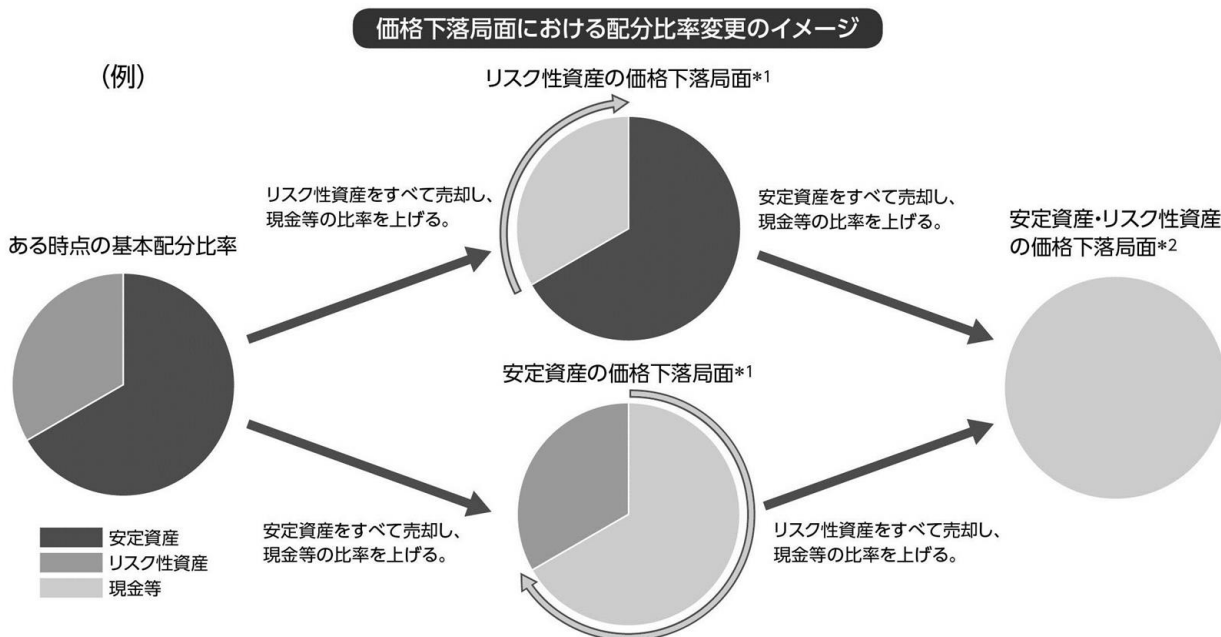 価格下落局面における配分比率変更のイメージ
(例)
リスク性資産の価格下落局面*1
リスク性資産をすべて売却し、
現金等の比率を上げる。
安定資産をすべて売却し、
現金等の比率を上げる。
ある時点の基本配分比率
安定資産・リスク性資産
の価格下落局面*2
安定資産の価格下落局面*1
安定資産
リスク性資産
現金等
安定資産をすべて売却し、
現金等の比率を上げる。
リスク性資産をすべて売却し、
現金等の比率を上げる。